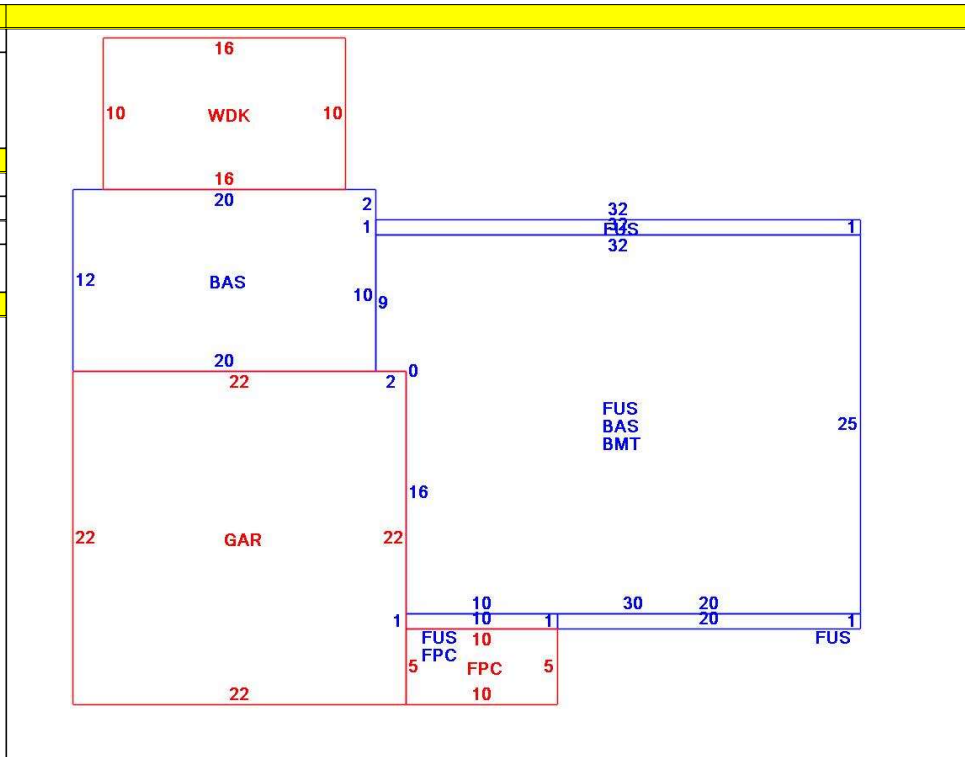 16
10 WDK 10
16
20
2
32
1 32 1
FUS
32
12 BAS
10 9
20
22
2 0
FUS
BAS 25
BMT
16
22 GAR 22
10 30 20
1 10 1 20 1
FUS 10 FUS
FPC
5 FPC 5
22 10